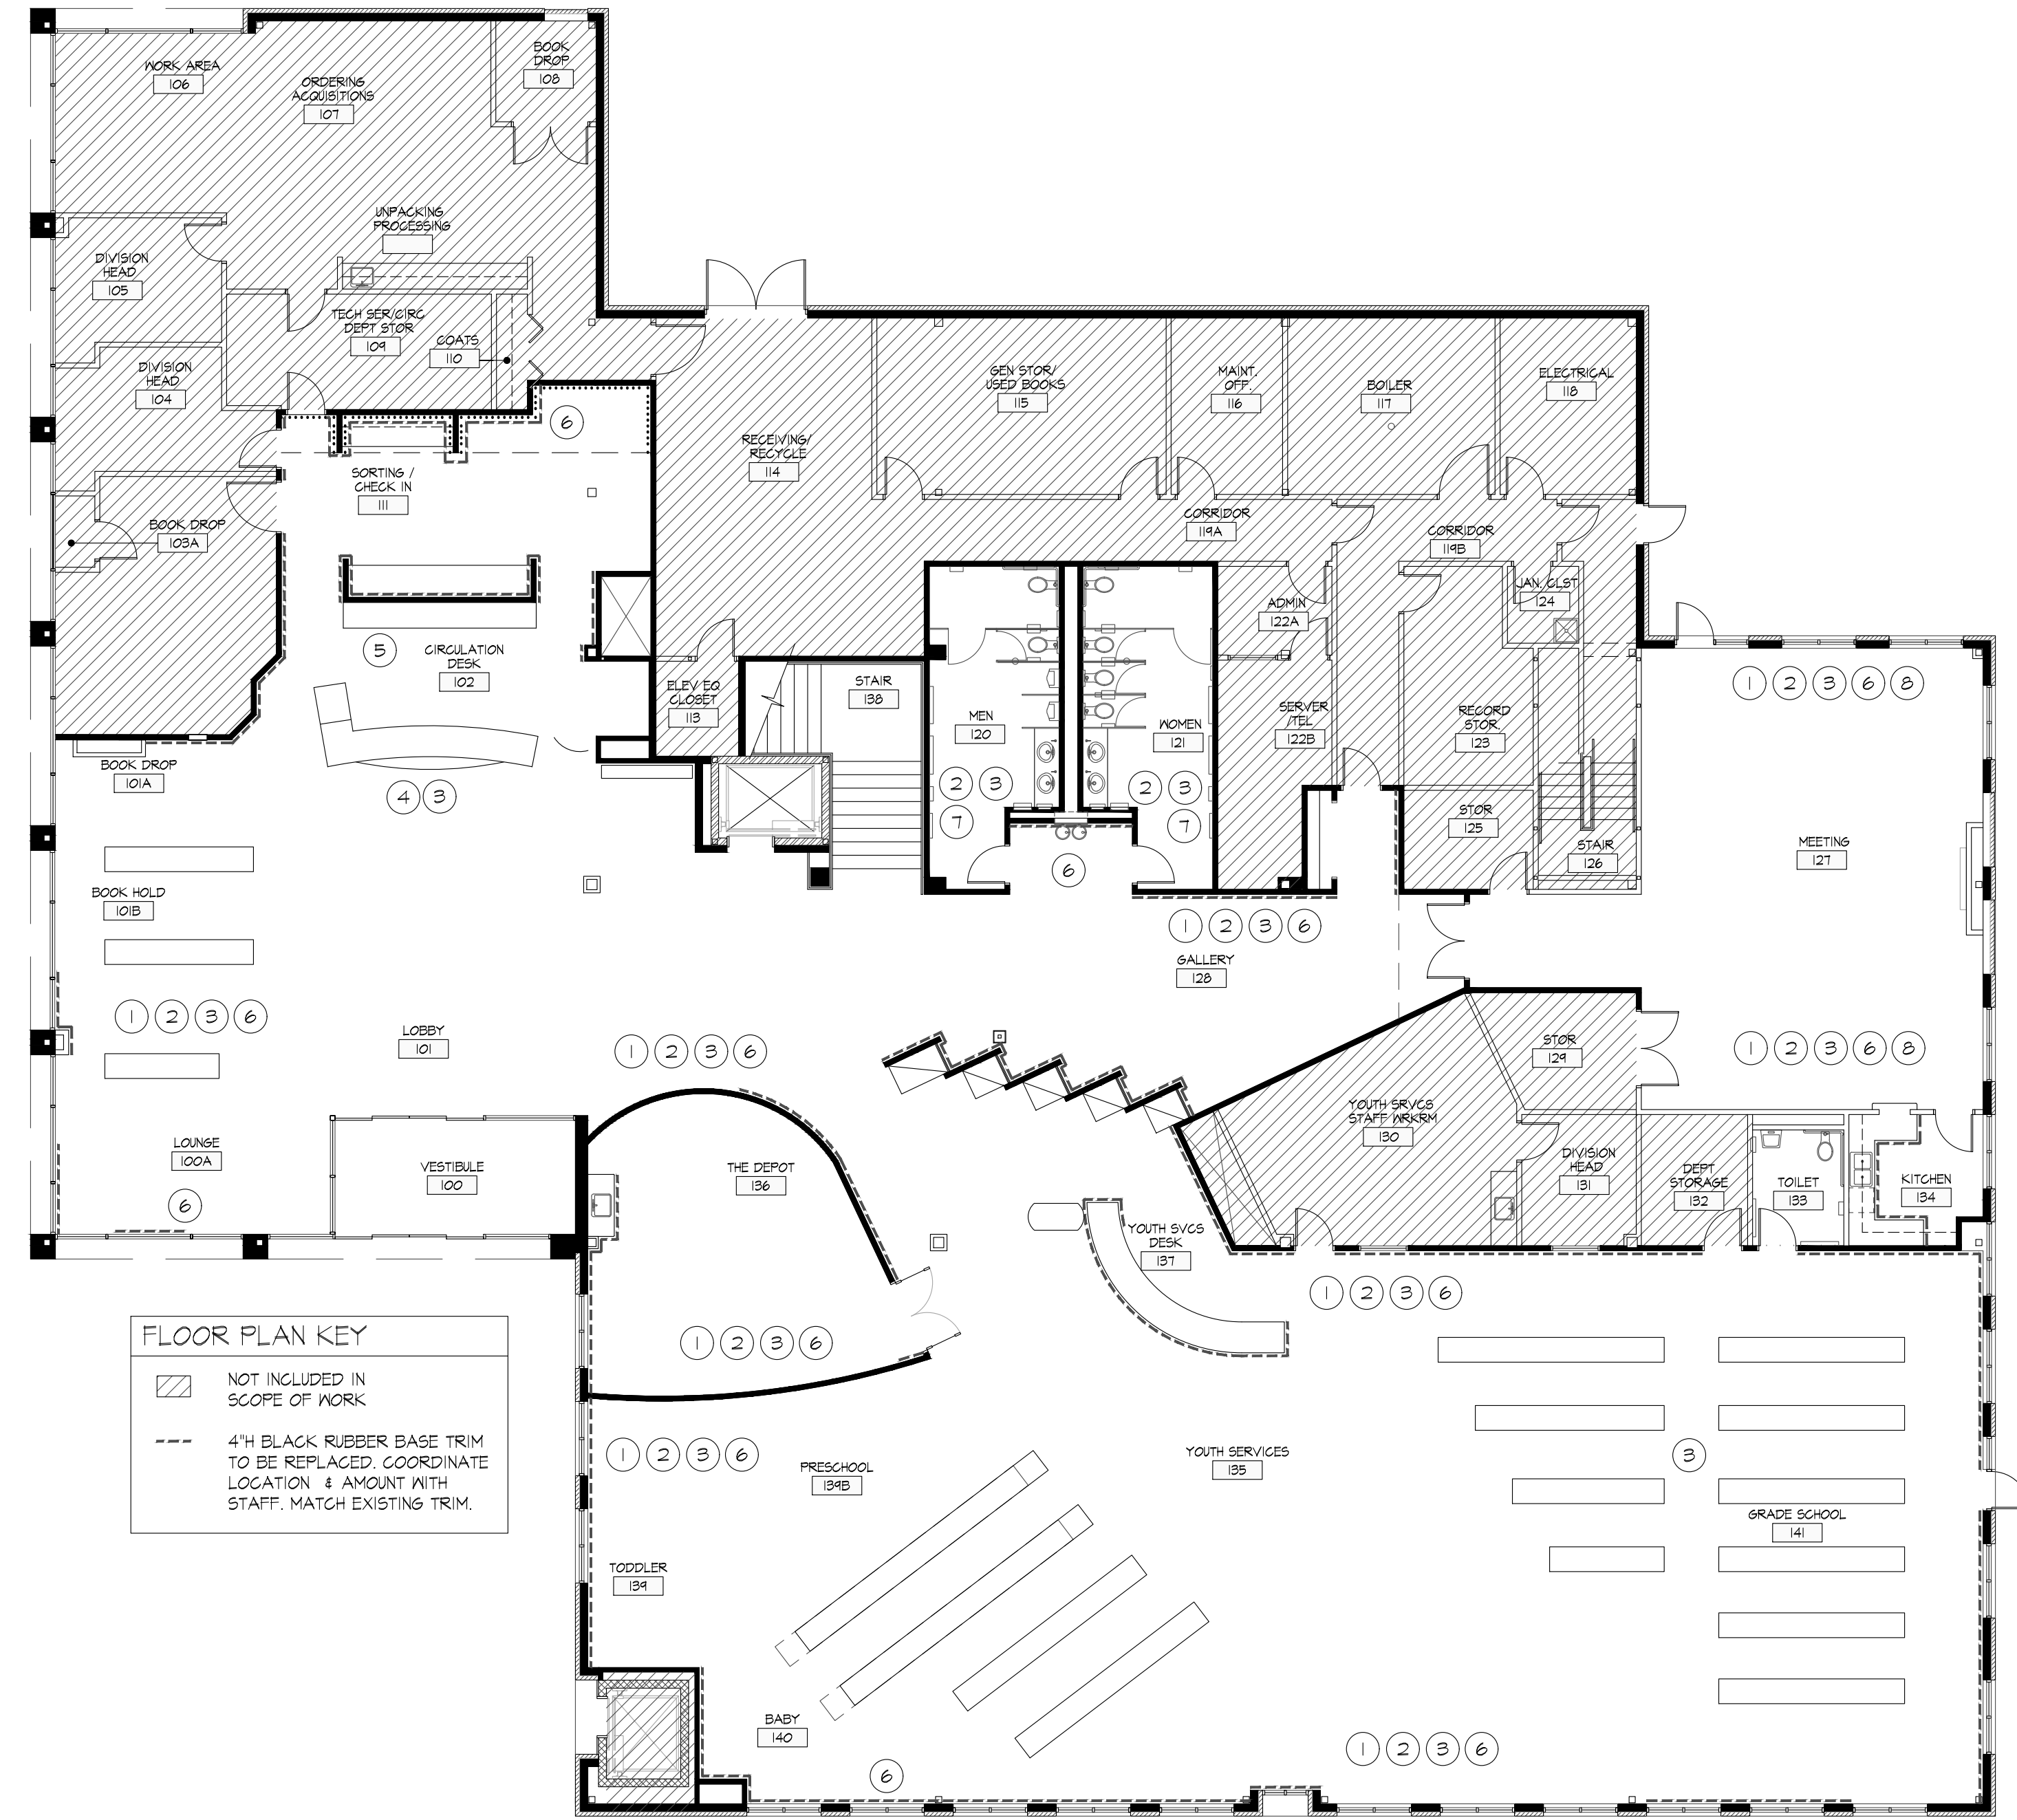 WORK AREA
106
ORDERING
ACQUISITIONS
107
BOOK
DROP
108
UNPACKING
PROCESSING
DIVISION
HEAD
105
TECH SER/CIRC
DEPT STOR
109
COATS
110
DIVISION
HEAD
104
6
SORTING /
CHECK IN
111
BOOK DROP
103A
RECEIVING/
RECYCLE
114
GEN STOR/
USED BOOKS
115
MAINT.
OFF.
116
BOILER
117
ELECTRICAL
118
CORRIDOR
119A
CORRIDOR
119B
JAN. CLST
124
ADMIN
122A
5
CIRCULATION
DESK
102
ELEV EQ
CLOSET
113
STAIR
138
MEN
120
WOMEN
121
SERVER
/TEL
122B
RECORD
STOR.
123
1 2 3 6 8
BOOK DROP
101A
4 3
2 3
7
2 3
7
STOR
125
STAIR
126
MEETING
127
6
BOOK HOLD
101B
1 2 3 6
GALLERY
128
1 2 3 6
LOBBY
101
1 2 3 6
STOR
129
1 2 3 6 8
YOUTH SRVCS
STAFF WRKRM
130
LOUNGE
100A
6
VESTIBULE
100
THE DEPOT
136
DIVISION
HEAD
131
DEPT
STORAGE
132
TOILET
133
KITCHEN
134
YOUTH SVCS
DESK
137
1 2 3 6
1 2 3 6
FLOOR PLAN KEY
NOT INCLUDED IN
SCOPE OF WORK
4"H BLACK RUBBER BASE TRIM
TO BE REPLACED. COORDINATE
LOCATION & AMOUNT WITH
STAFF. MATCH EXISTING TRIM.
1 2 3 6
PRESCHOOL
139B
YOUTH SERVICES
135
3
GRADE SCHOOL
141
TODDLER
139
BABY
140
6
1 2 3 6